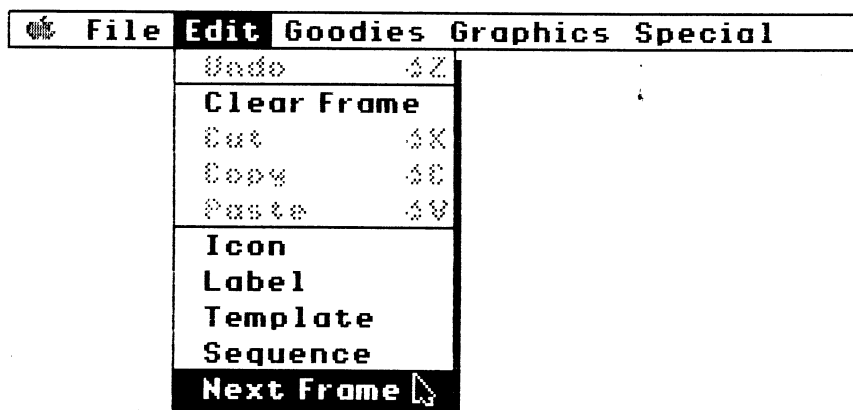 File Edit Goodies Graphics Special
Undo Z
Clear Frame
Cut X
Copy C
Paste V
Icon
Label
Template
Sequence
Next Frame